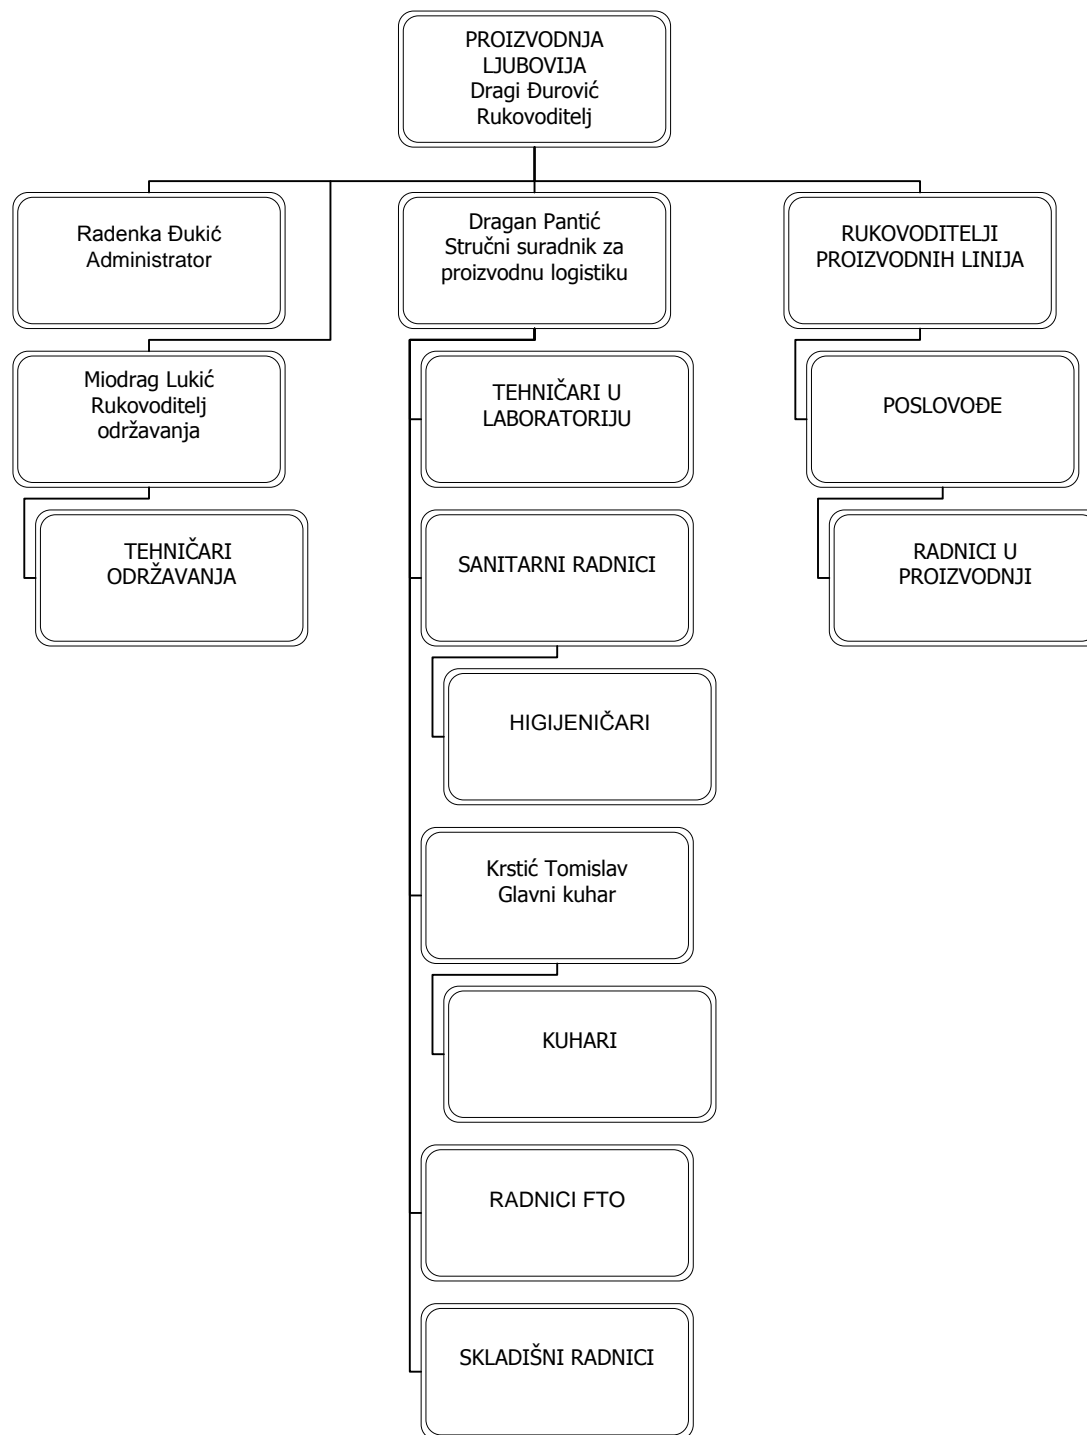 PROIZVODNJA
LJUBOVIJA
Dragi Đurović
Rukovoditelj
Radenka Đukić
Administrator
Dragan Pantić
Stručni suradnik za
proizvodnu logistiku
RUKOVODITELJI
PROIZVODNIH LINIJA
Miodrag Lukić
Rukovoditelj
održavanja
TEHNIČARI U
LABORATORIJU
POSLOVOĐE
TEHNIČARI
ODRŽAVANJA
SANITARNI RADNICI
RADNICI U
PROIZVODNJI
HIGIJENIČARI
Krstić Tomislav
Glavni kuhar
KUHARI
RADNICI FTO
SKLADIŠNI RADNICI